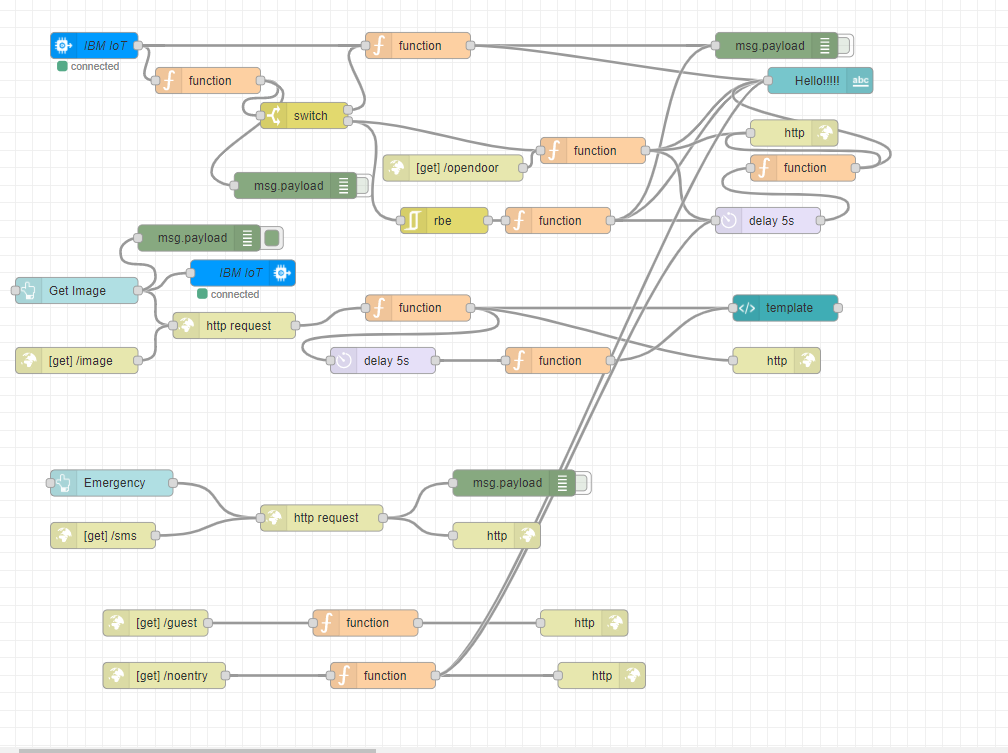 IBM IoT
function
msg.payload
connected
function
Hello!!!!!
abc
switch
http
function
[get] /opendoor
function
msg.payload
rbe
function
delay 5s
msg.payload
IBM IoT
connected
Get Image
function
</>
template
http request
[get] /image
delay 5s
function
http
Emergency
msg.payload
http request
[get] /sms
http
[get] /guest
function
http
[get] /noentry
function
http